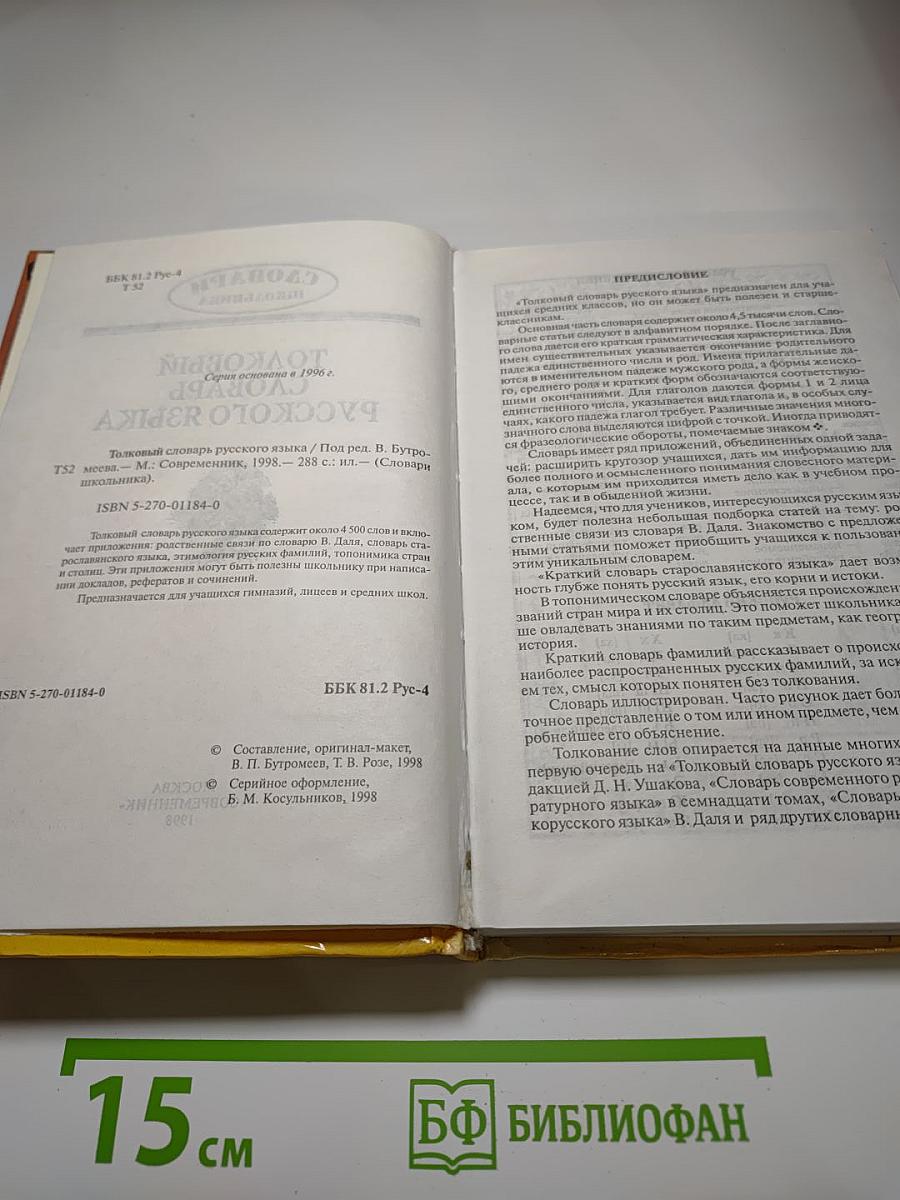 ББК 81.2 Рус-4
Т 52
СЛОВАРИ
ШКОЛЬНИКА
ТОЛКОВЫЙ
Серия основана в 1996 г.
СЛОВАРЬ
РУССКОГО ЯЗЫКА
Толковый словарь русского языка / Под ред. В. Бутро-
Т52 меева.— М.: Современник, 1998.— 288 с.: ил.— (Словари
школьника).
ISBN 5-270-01184-0
Толковый словарь русского языка содержит около 4 500 слов и вклю-
чает приложения: родственные связи по словарю В. Даля, словарь ста-
рославянского языка, этимология русских фамилий, топонимика стран
и столиц. Эти приложения могут быть полезны школьнику при написа-
нии докладов, рефератов и сочинений.
Предназначается для учащихся гимназий, лицеев и средних школ.
ISBN 5-270-01184-0
ББК 81.2 Рус-4
© Составление, оригинал-макет,
В. П. Бутромеев, Т. В. Розе, 1998
© Серийное оформление,
Б. М. Косульников, 1998
МОСКВА
«СОВРЕМЕННИК»
1998
ПРЕДИСЛОВИЕ
«Толковый словарь русского языка» предназначен для уча-
щихся средних классов, но он может быть полезен и старше-
классникам.
Основная часть словаря содержит около 4,5 тысячи слов. Сло-
варные статьи следуют в алфавитном порядке. После заглавно-
го слова дается его краткая грамматическая характеристика. Для
имен существительных указывается окончание родительного
падежа единственного числа и род. Имена прилагательные да-
ются в именительном падеже мужского рода, а формы женско-
го, среднего рода и кратких форм обозначаются соответствую-
щими окончаниями. Для глаголов даются формы 1 и 2 лица
единственного числа, указывается вид глагола и, в особых слу-
чаях, какого падежа глагол требует. Различные значения много-
значного слова выделяются цифрой с точкой. Иногда приводят-
ся фразеологические обороты, помечаемые знаком ❖.
Словарь имеет ряд приложений, объединенных одной зада-
чей: расширить кругозор учащихся, дать им информацию для
более полного и осмысленного понимания словесного матери-
ала, с которым им приходится иметь дело как в учебном про-
цессе, так и в обыденной жизни.
Надеемся, что для учеников, интересующихся русским язы
ком, будет полезна небольшая подборка статей на тему: ро
ственные связи из словаря В. Даля. Знакомство с предложе
ными статьями поможет приобщить учащихся к пользован
этим уникальным словарем.
«Краткий словарь старославянского языка» дает возм
ность глубже понять русский язык, его корни и истоки.
В топонимическом словаре объясняется происхожден
званий стран мира и их столиц. Это поможет школьника
ше овладевать знаниями по таким предметам, как геогр
история.
Краткий словарь фамилий рассказывает о происхо
наиболее распространенных русских фамилий, за иск
ем тех, смысл которых понятен без толкования.
Словарь иллюстрирован. Часто рисунок дает бол
точное представление о том или ином предмете, чем
робнейшее его объяснение.
Толкование слов опирается на данные многих
первую очередь на «Толковый словарь русского яз
дакцией Д. Н. Ушакова, «Словарь современного р
ратурного языка» в семнадцати томах, «Словарь
корусского языка» В. Даля и ряд других словарны
15 см
БФ БИБЛИОФАН